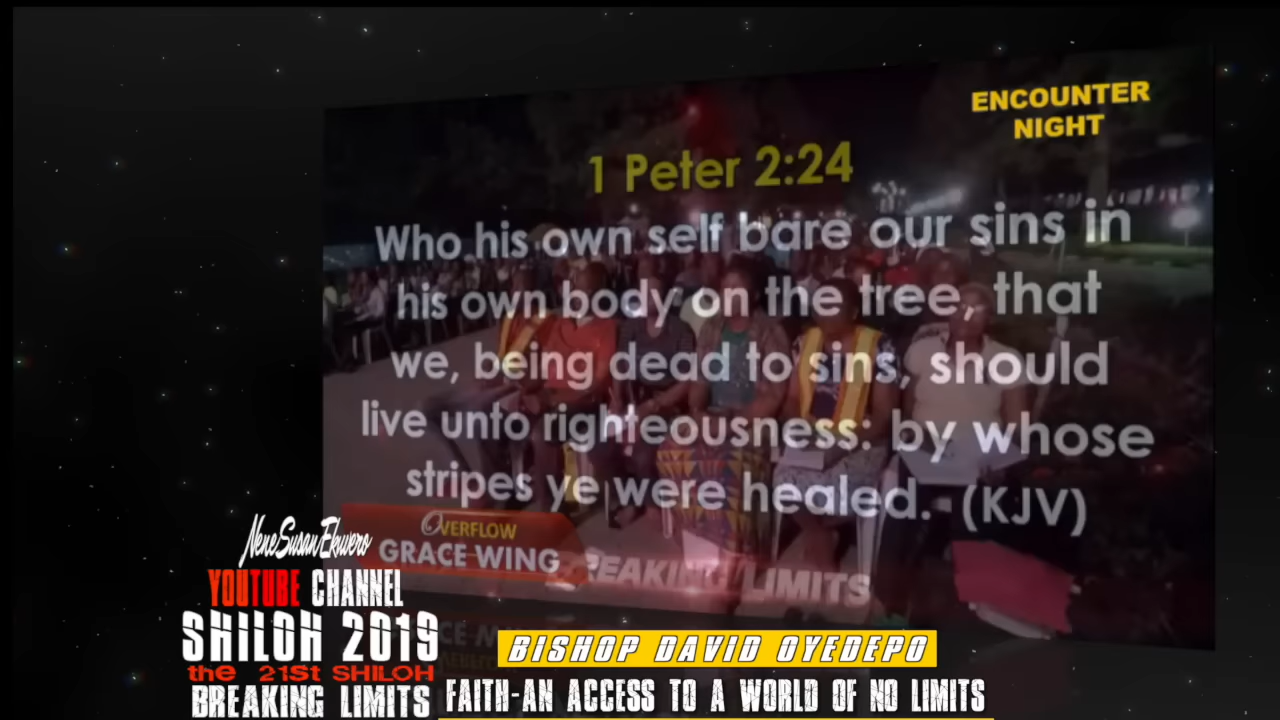 ENCOUNTER
NIGHT
1 Peter 2:24
Who his own self bare our sins in
his own body on the tree, that
we, being dead to sins, should
live unto righteousness: by whose
stripes ye were healed. (KJV)
OVERFLOW
GRACE WING
BREAKING LIMITS
NeneSusanEkwero
YOUTUBE CHANNEL
SHILOH 2019
the 21st SHILOH
BREAKING LIMITS
BISHOP DAVID OYEDEPO
FAITH-AN ACCESS TO A WORLD OF NO LIMITS